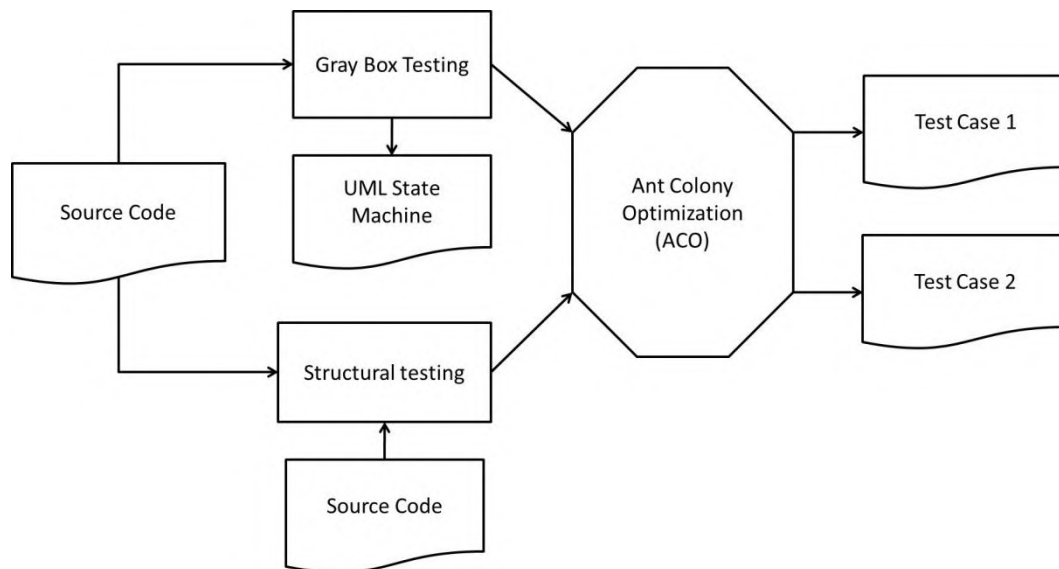 Gray Box Testing
Test Case 1
UML State
Machine
Source Code
Ant Colony
Optimization
(ACO)
Test Case 2
Structural testing
Source Code